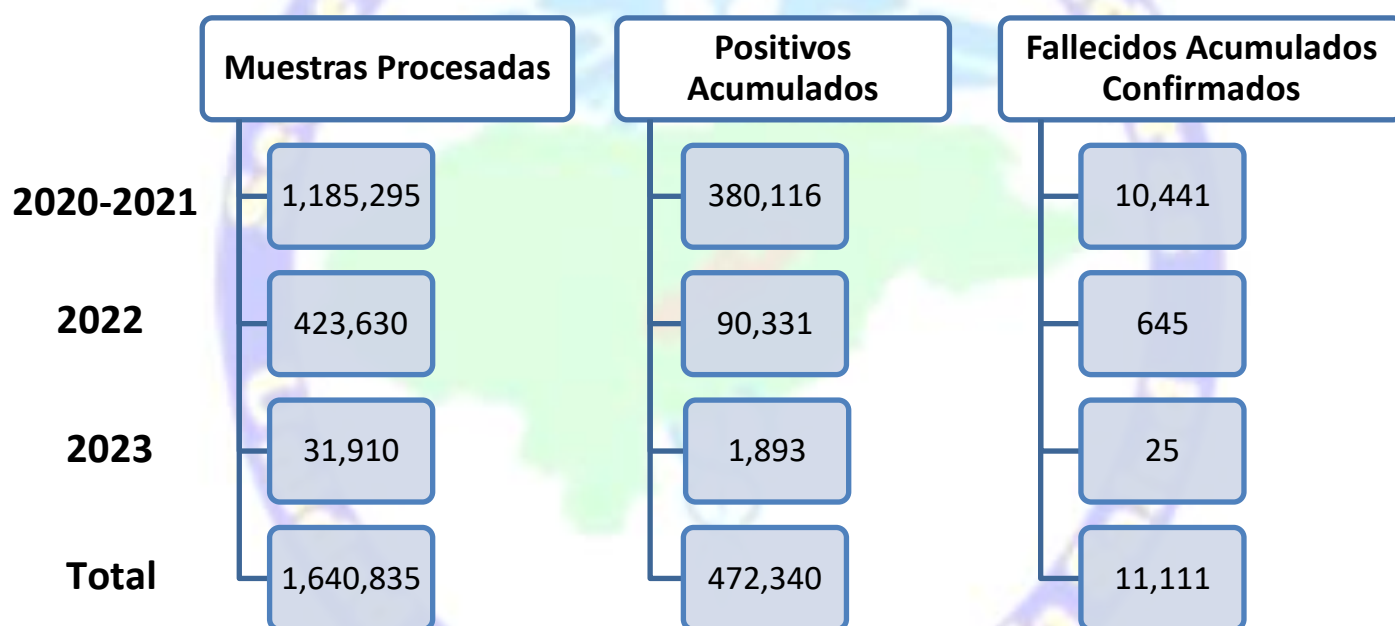 Muestras Procesadas
Positivos
Acumulados
Fallecidos Acumulados
Confirmados
2020-2021
1,185,295
380,116
10,441
2022
423,630
90,331
645
2023
31,910
1,893
25
Total
1,640,835
472,340
11,111